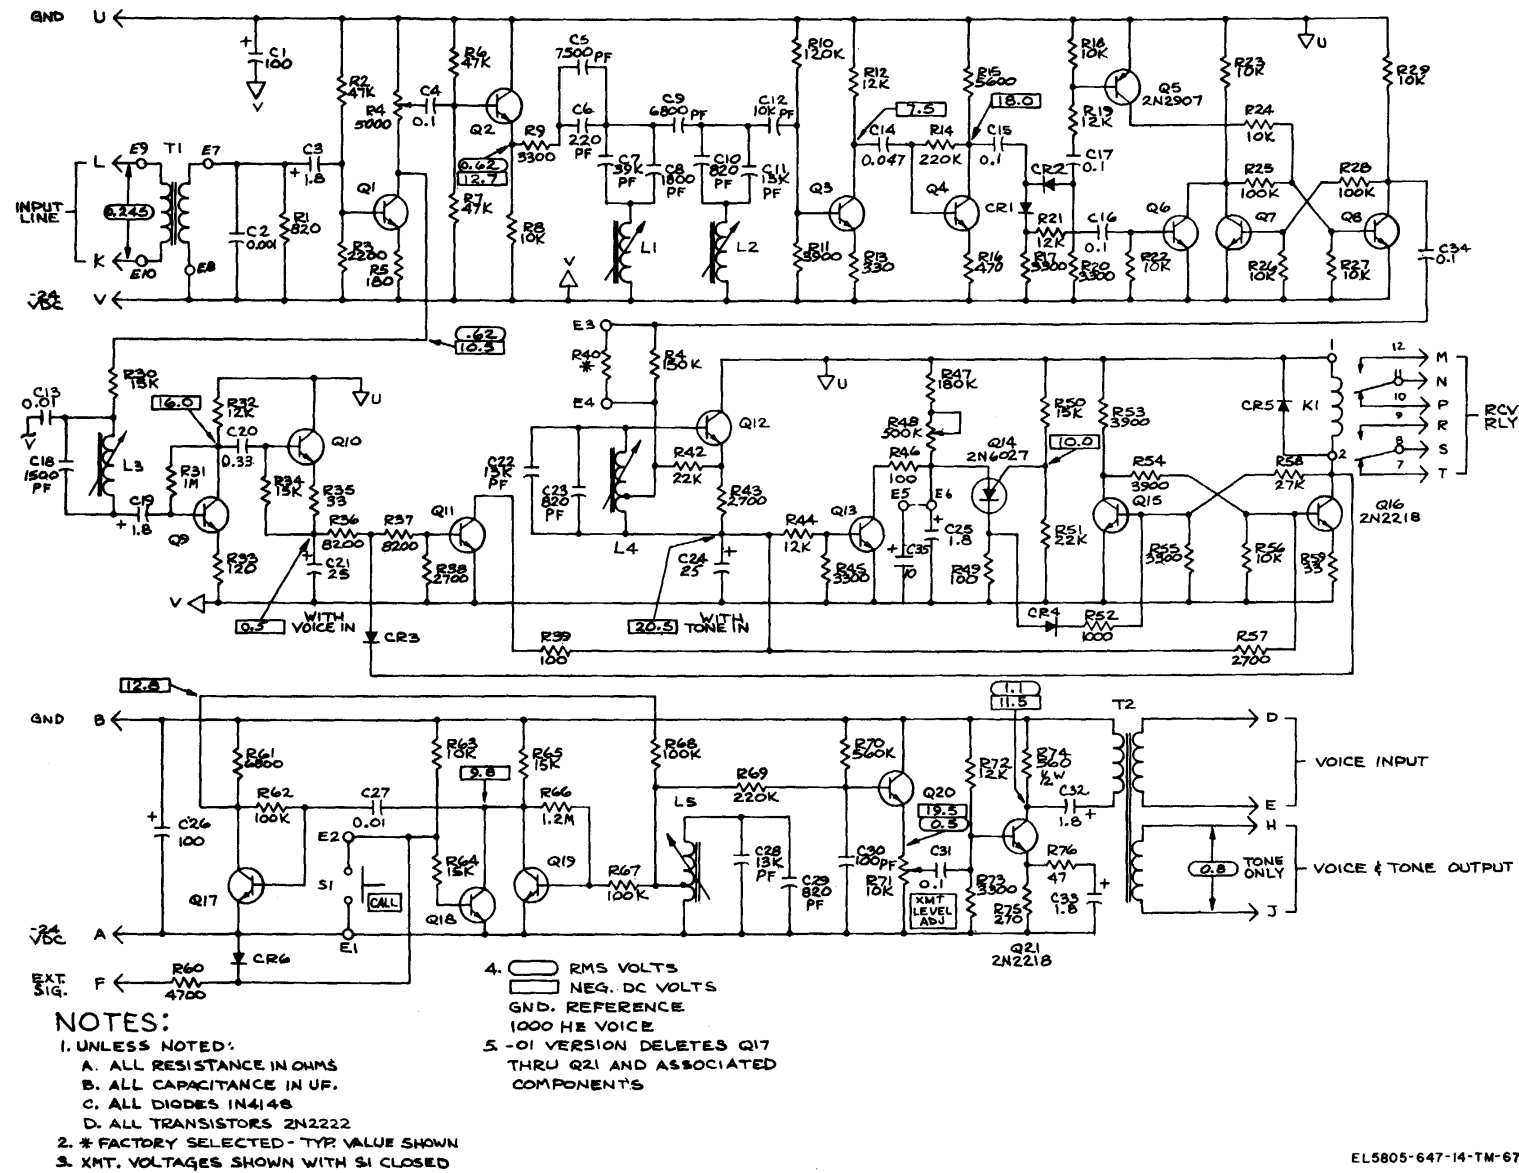 GND U
C1
100
V
R2
47K
R4
5000
C4
0.1
R6
47K
Q2
C5
7500 PF
C6
220
PF
R9
3300
C9
6800 PF
C12
10K PF
R10
120K
R12
12K
7.5
C14
0.047
R14
220K
R15
5600
18.0
C15
0.1
R18
10K
R19
12K
C17
0.1
Q5
2N2907
R23
10K
R24
10K
R25
100K
U
R29
10K
R28
100K
INPUT
LINE
L
E9
T1
E7
0.245
K
E10
E8
C2
0.001
R1
820
C3
1.8
R3
2200
Q1
R5
180
0.62
12.7
R7
47K
R8
10K
C7
39K
PF
C8
1800
PF
C10
820
PF
C11
13K
PF
L1
L2
V
Q3
R11
3900
R13
330
Q4
R16
470
CR2
CR1
R21
12K
C16
0.1
R17
3300
R20
3300
R22
10K
Q6
Q7
Q8
R26
10K
R27
10K
C34
0.1
-24
VDC V
.62
10.5
E3
R40
*
E4
R4
130K
C13
0.01
V
R30
15K
C18
1500
PF
L3
C19
1.8
16.0
R32
12K
C20
0.33
R31
1M
Q9
R33
120
U
Q10
R34
15K
R35
33
R36
8200
R37
8200
C21
25
Q11
R38
2700
C22
13K
PF
C23
820
PF
L4
Q12
R42
22K
R43
2700
C24
25
U
R44
12K
Q13
R45
3300
R46
100
R47
180K
R48
500K
E5
E6
C35
10
C25
1.8
Q14
2N6027
R49
100
10.0
R50
15K
R51
22K
R53
3900
R54
3900
Q15
R55
3300
R56
10K
R58
27K
CR5
K1
1
2
Q16
2N2218
R59
33
12 M
11 N
10 P
9 R
8 S
7 T
RCV.
RLY
V
0.5
WITH
VOICE IN
CR3
R39
100
20.5
WITH
TONE IN
CR4
R52
1000
R57
2700
12.8
GND B
C26
100
R61
6800
R62
100K
C27
0.01
Q17
E2
S1
CALL
E1
R63
10K
R64
15K
9.8
Q18
R65
15K
R66
1.2M
Q19
R67
100K
R68
100K
L5
R69
220K
C28
13K
PF
C29
820
PF
R70
560K
C30
100PF
Q20
19.5
0.5
R71
10K
C31
0.1
XMT
LEVEL
ADJ
R72
12K
R73
3300
1.1
11.5
R74
560
½W
C32
1.8
R75
270
R76
47
C33
1.8
Q21
2N2218
T2
D
E
VOICE INPUT
H
0.8
TONE
ONLY
VOICE & TONE OUTPUT
J
-24
VDC A
CR6
EXT.
SIG. F
R60
4700
NOTES:
1. UNLESS NOTED:
A. ALL RESISTANCE IN OHMS
B. ALL CAPACITANCE IN UF.
C. ALL DIODES 1N4148
D. ALL TRANSISTORS 2N2222
2. * FACTORY SELECTED - TYP. VALUE SHOWN
3. XMT. VOLTAGES SHOWN WITH S1 CLOSED
4. RMS VOLTS
NEG. DC VOLTS
GND. REFERENCE
1000 HZ VOICE
5. -01 VERSION DELETES Q17
THRU Q21 AND ASSOCIATED
COMPONENTS
EL5805-647-14-TM-67